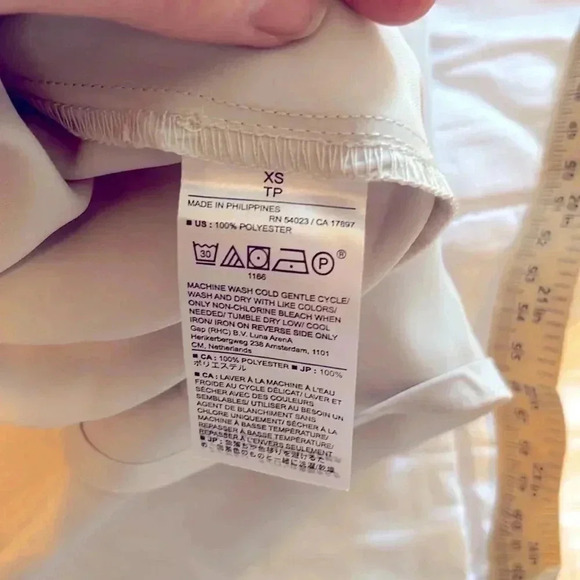 XS
TP
MADE IN PHILIPPINES
RN 54023 / CA 17897
■ US : 100% POLYESTER
30
P
®
1166
MACHINE WASH COLD GENTLE CYCLE/
WASH AND DRY WITH LIKE COLORS/
ONLY NON-CHLORINE BLEACH WHEN
NEEDED/ TUMBLE DRY LOW/ COOL
IRON/ IRON ON REVERSE SIDE ONLY
Gap (RHC) B.V. Luna ArenA
Herikerbergweg 238 Amsterdam, 1101
CM, Netherlands
■ CA : 100% POLYESTER ■ JP : 100%
ポリエステル
■ CA : LAVER À LA MACHINE À L'EAU
FROIDE AU CYCLE DÉLICAT/ LAVER ET
SÉCHER AVEC DES COULEURS
SEMBLABLES/ UTILISER AU BESOIN UN
AGENT DE BLANCHIMENT SANS
CHLORE UNIQUEMENT/ SÉCHER À LA
MACHINE À BASSE TEMPÉRATURE/
REPASSER À BASSE TEMPÉRATURE/
REPASSER À L'ENVERS SEULEMENT
■ JP :
21in
20in